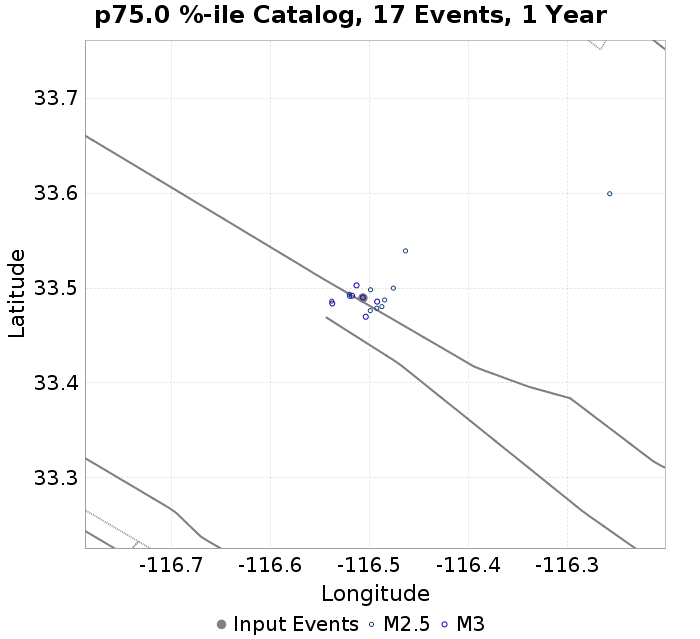 p75.0 %-ile Catalog, 17 Events, 1 Year
33.7
33.6
33.5
33.4
33.3
Latitude
-116.7 -116.6 -116.5 -116.4 -116.3
Longitude
Input Events M2.5 M3